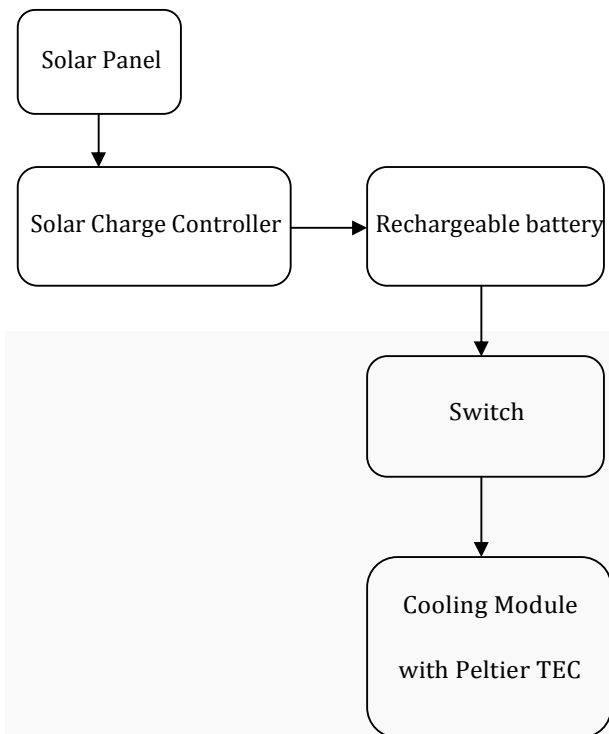 Solar Panel
Solar Charge Controller
Rechargeable battery
Switch
Cooling Module
with Peltier TEC